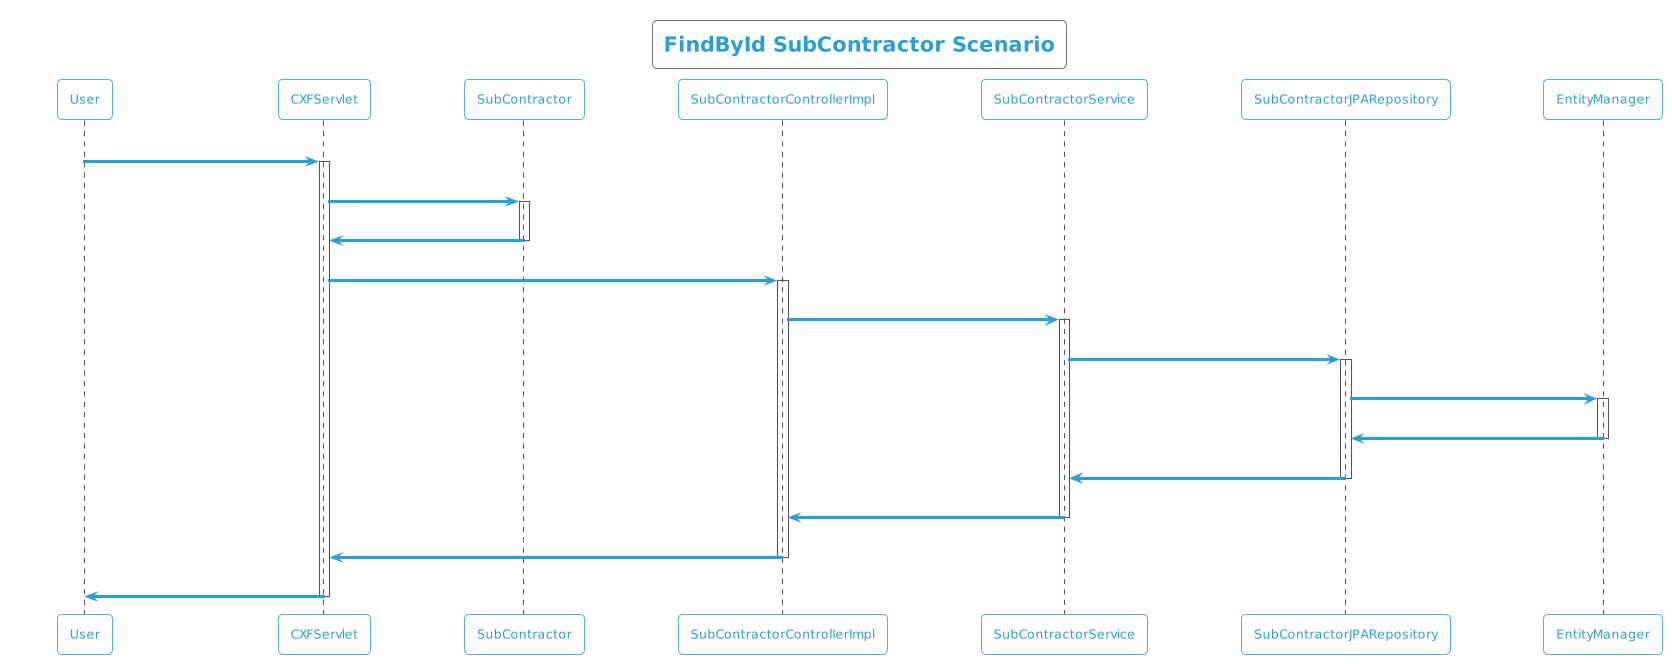 FindById SubContractor Scenario
User
CXFServlet
SubContractor
SubContractorControllerImpl
SubContractorService
SubContractorJPARepository
EntityManager
User
CXFServlet
SubContractor
SubContractorControllerImpl
SubContractorService
SubContractorJPARepository
EntityManager